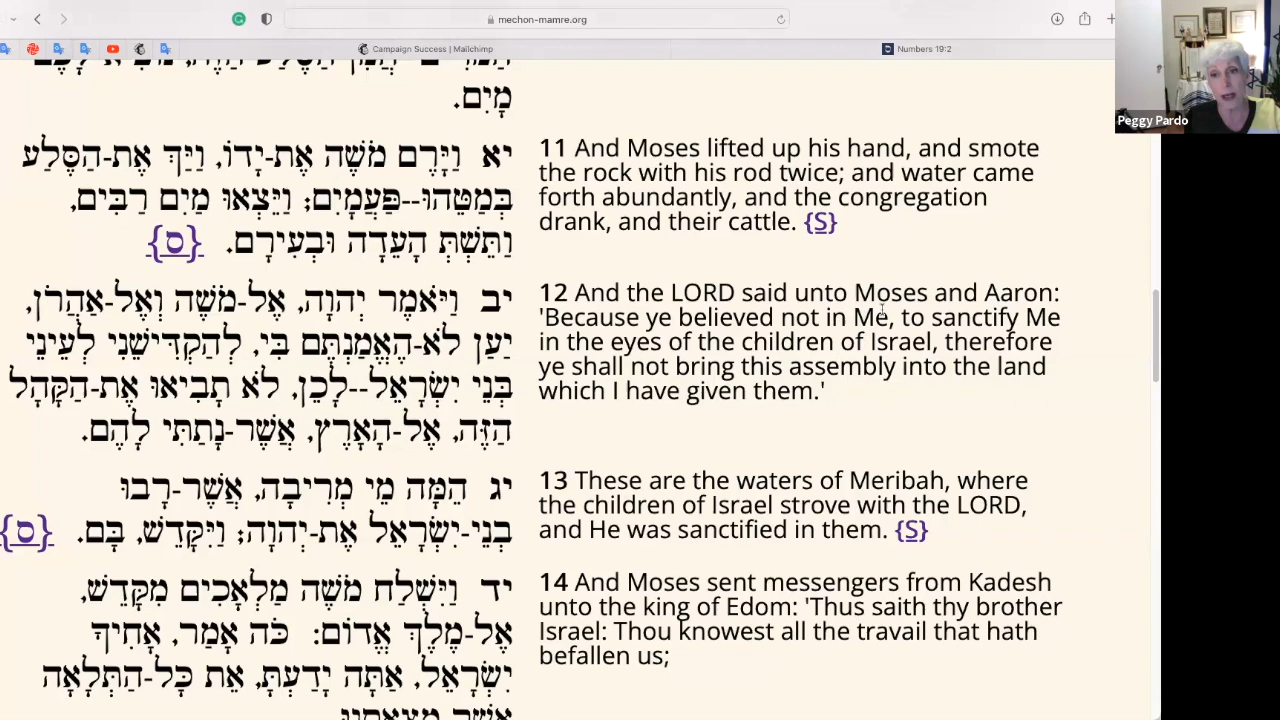 mechon-mamre.org
Campaign Success | Mailchimp
Numbers 19:2
Peggy Pardo
מָיִם.
יא וַיָּרֶם מֹשֶׁה אֶת-יָדוֹ, וַיַּךְ אֶת-הַסֶּלַע
בְּמַטֵּהוּ--פַּעֲמָיִם; וַיֵּצְאוּ מַיִם רַבִּים,
וַתֵּשְׁתְּ הָעֵדָה וּבְעִירָם. {ס}
11 And Moses lifted up his hand, and smote
the rock with his rod twice; and water came
forth abundantly, and the congregation
drank, and their cattle. {S}
יב וַיֹּאמֶר יְהוָה, אֶל-מֹשֶׁה וְאֶל-אַהֲרֹן,
יַעַן לֹא-הֶאֱמַנְתֶּם בִּי, לְהַקְדִּישֵׁנִי לְעֵינֵי
בְּנֵי יִשְׂרָאֵל--לָכֵן, לֹא תָבִיאוּ אֶת-הַקָּהָל
הַזֶּה, אֶל-הָאָרֶץ, אֲשֶׁר-נָתַתִּי לָהֶם.
12 And the LORD said unto Moses and Aaron:
'Because ye believed not in Me, to sanctify Me
in the eyes of the children of Israel, therefore
ye shall not bring this assembly into the land
which I have given them.'
יג הֵמָּה מֵי מְרִיבָה, אֲשֶׁר-רָבוּ
בְנֵי-יִשְׂרָאֵל אֶת-יְהוָה; וַיִּקָּדֵשׁ, בָּם. {ס}
13 These are the waters of Meribah, where
the children of Israel strove with the LORD,
and He was sanctified in them. {S}
יד וַיִּשְׁלַח מֹשֶׁה מַלְאָכִים מִקָּדֵשׁ,
אֶל-מֶלֶךְ אֱדוֹם: כֹּה אָמַר, אָחִיךָ
יִשְׂרָאֵל, אַתָּה יָדַעְתָּ, אֵת כָּל-הַתְּלָאָה
14 And Moses sent messengers from Kadesh
unto the king of Edom: 'Thus saith thy brother
Israel: Thou knowest all the travail that hath
befallen us;